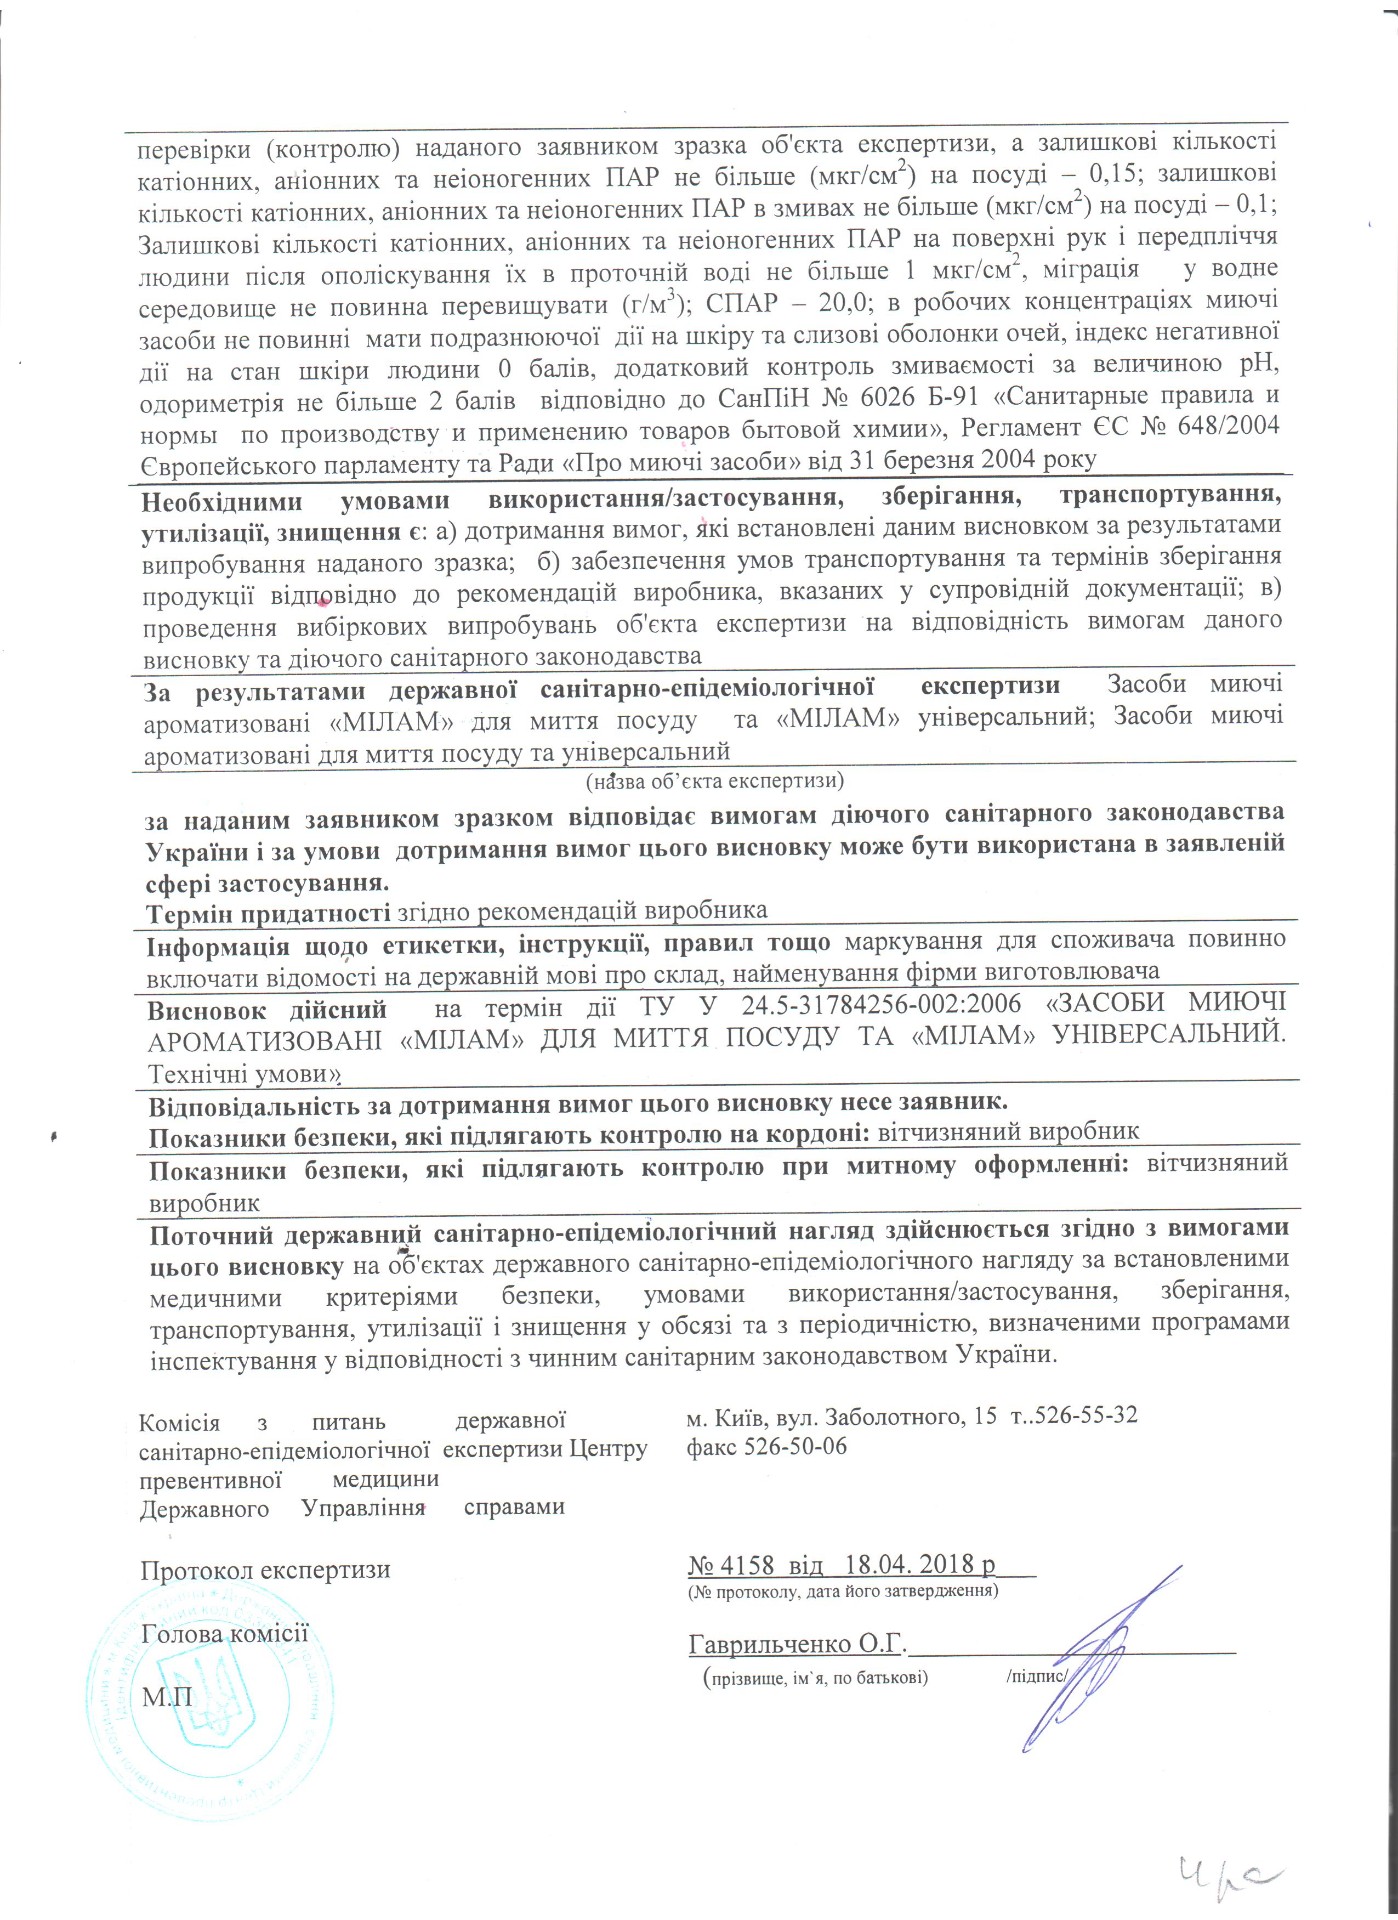 перевірки (контролю) наданого заявником зразка об'єкта експертизи, а залишкові кількості
катіонних, аніонних та неіоногенних ПАР не більше (мкг/см²) на посуді – 0,15; залишкові
кількості катіонних, аніонних та неіоногенних ПАР в змивах не більше (мкг/см²) на посуді – 0,1;
Залишкові кількості катіонних, аніонних та неіоногенних ПАР на поверхні рук і передпліччя
людини після ополіскування їх в проточній воді не більше 1 мкг/см², міграція у водне
середовище не повинна перевищувати (г/м³); СПАР – 20,0; в робочих концентраціях миючі
засоби не повинні мати подразнюючої дії на шкіру та слизові оболонки очей, індекс негативної
дії на стан шкіри людини 0 балів, додатковий контроль змиваємості за величиною рН,
одориметрія не більше 2 балів відповідно до СанПіН № 6026 Б-91 «Санитарные правила и
нормы по производству и применению товаров бытовой химии», Регламент ЄС № 648/2004
Європейського парламенту та Ради «Про миючі засоби» від 31 березня 2004 року
Необхідними умовами використання/застосування, зберігання, транспортування,
утилізації, знищення є: а) дотримання вимог, які встановлені даним висновком за результатами
випробування наданого зразка; б) забезпечення умов транспортування та термінів зберігання
продукції відповідно до рекомендацій виробника, вказаних у супровідній документації; в)
проведення вибіркових випробувань об'єкта експертизи на відповідність вимогам даного
висновку та діючого санітарного законодавства
За результатами державної санітарно-епідеміологічної експертизи Засоби миючі
ароматизовані «МІЛАМ» для миття посуду та «МІЛАМ» універсальний; Засоби миючі
ароматизовані для миття посуду та універсальний
(назва об’єкта експертизи)
за наданим заявником зразком відповідає вимогам діючого санітарного законодавства
України і за умови дотримання вимог цього висновку може бути використана в заявленій
сфері застосування.
Термін придатності згідно рекомендацій виробника
Інформація щодо етикетки, інструкції, правил тощо маркування для споживача повинно
включати відомості на державній мові про склад, найменування фірми виготовлювача
Висновок дійсний на термін дії ТУ У 24.5-31784256-002:2006 «ЗАСОБИ МИЮЧІ
АРОМАТИЗОВАНІ «МІЛАМ» ДЛЯ МИТТЯ ПОСУДУ ТА «МІЛАМ» УНІВЕРСАЛЬНИЙ.
Технічні умови»
Відповідальність за дотримання вимог цього висновку несе заявник.
Показники безпеки, які підлягають контролю на кордоні: вітчизняний виробник
Показники безпеки, які підлягають контролю при митному оформленні: вітчизняний
виробник
Поточний державний санітарно-епідеміологічний нагляд здійснюється згідно з вимогами
цього висновку на об'єктах державного санітарно-епідеміологічного нагляду за встановленими
медичними критеріями безпеки, умовами використання/застосування, зберігання,
транспортування, утилізації і знищення у обсязі та з періодичністю, визначеними програмами
інспектування у відповідності з чинним санітарним законодавством України.
Комісія з питань державної
санітарно-епідеміологічної експертизи Центру
превентивної медицини
Державного Управління справами
м. Київ, вул. Заболотного, 15 т..526-55-32
факс 526-50-06
Протокол експертизи
№ 4158 від 18.04. 2018 р
(№ протоколу, дата його затвердження)
Голова комісії
Гаврильченко О.Г.
(прізвище, ім`я, по батькові) /підпис/
М.П